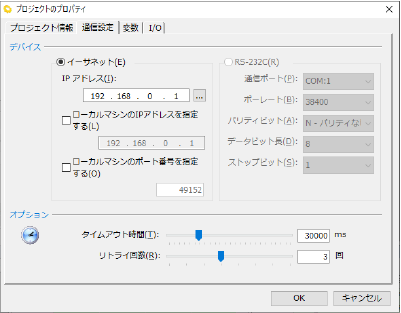 プロジェクトのプロパティ
プロジェクト情報 通信設定 変数 I/O
デバイス
イーサネット(E)
IP アドレス(I):
192 . 168 . 0 . 1 ...
ローカルマシンのIPアドレスを指定
する(L)
192 . 168 . 0 . 1
ローカルマシンのポート番号を指定
する(O)
49152
RS-232C(R)
通信ポート(P): COM:1
ボーレート(B): 38400
パリティビット(A): N - パリティな
データビット長(D): 8
ストップビット(S): 1
オプション
タイムアウト時間(T): 30000 ms
リトライ回数(R): 3 回
OK キャンセル